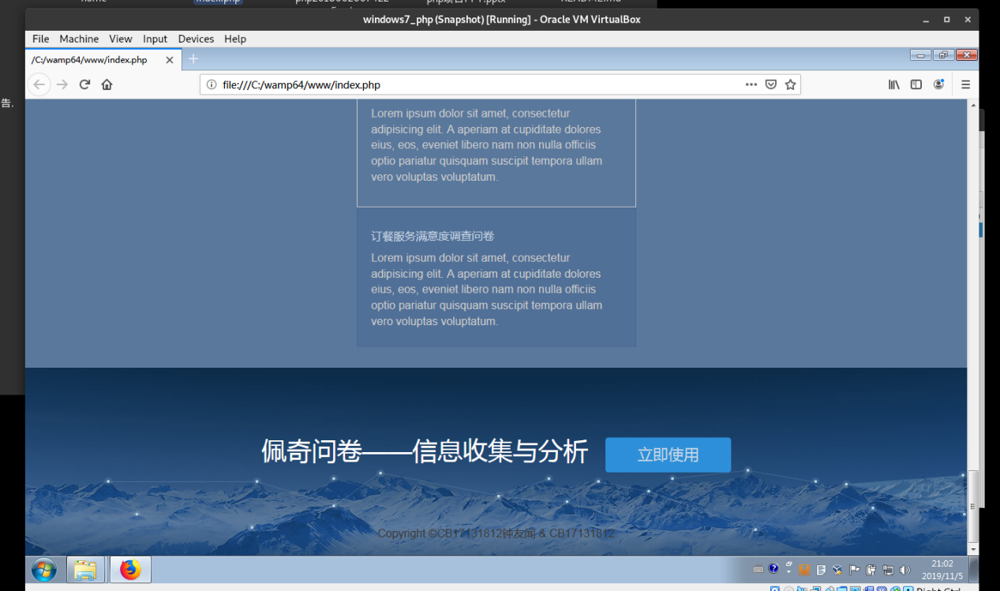 index.php
windows7_php (Snapshot) [Running] - Oracle VM VirtualBox
File Machine View Input Devices Help
/C:/wamp64/www/index.php
file:///C:/wamp64/www/index.php
告.
Lorem ipsum dolor sit amet, consectetur
adipisicing elit. A aperiam at cupiditate dolores
eius, eos, eveniet libero nam non nulla officiis
optio pariatur quisquam suscipit tempora ullam
vero voluptas voluptatum.
订餐服务满意度调查问卷
Lorem ipsum dolor sit amet, consectetur
adipisicing elit. A aperiam at cupiditate dolores
eius, eos, eveniet libero nam non nulla officiis
optio pariatur quisquam suscipit tempora ullam
vero voluptas voluptatum.
佩奇问卷——信息收集与分析
立即使用
Copyright ©CB17131812钟友闻 & CB17131812
21:02
2019/11/5
Right Ctrl